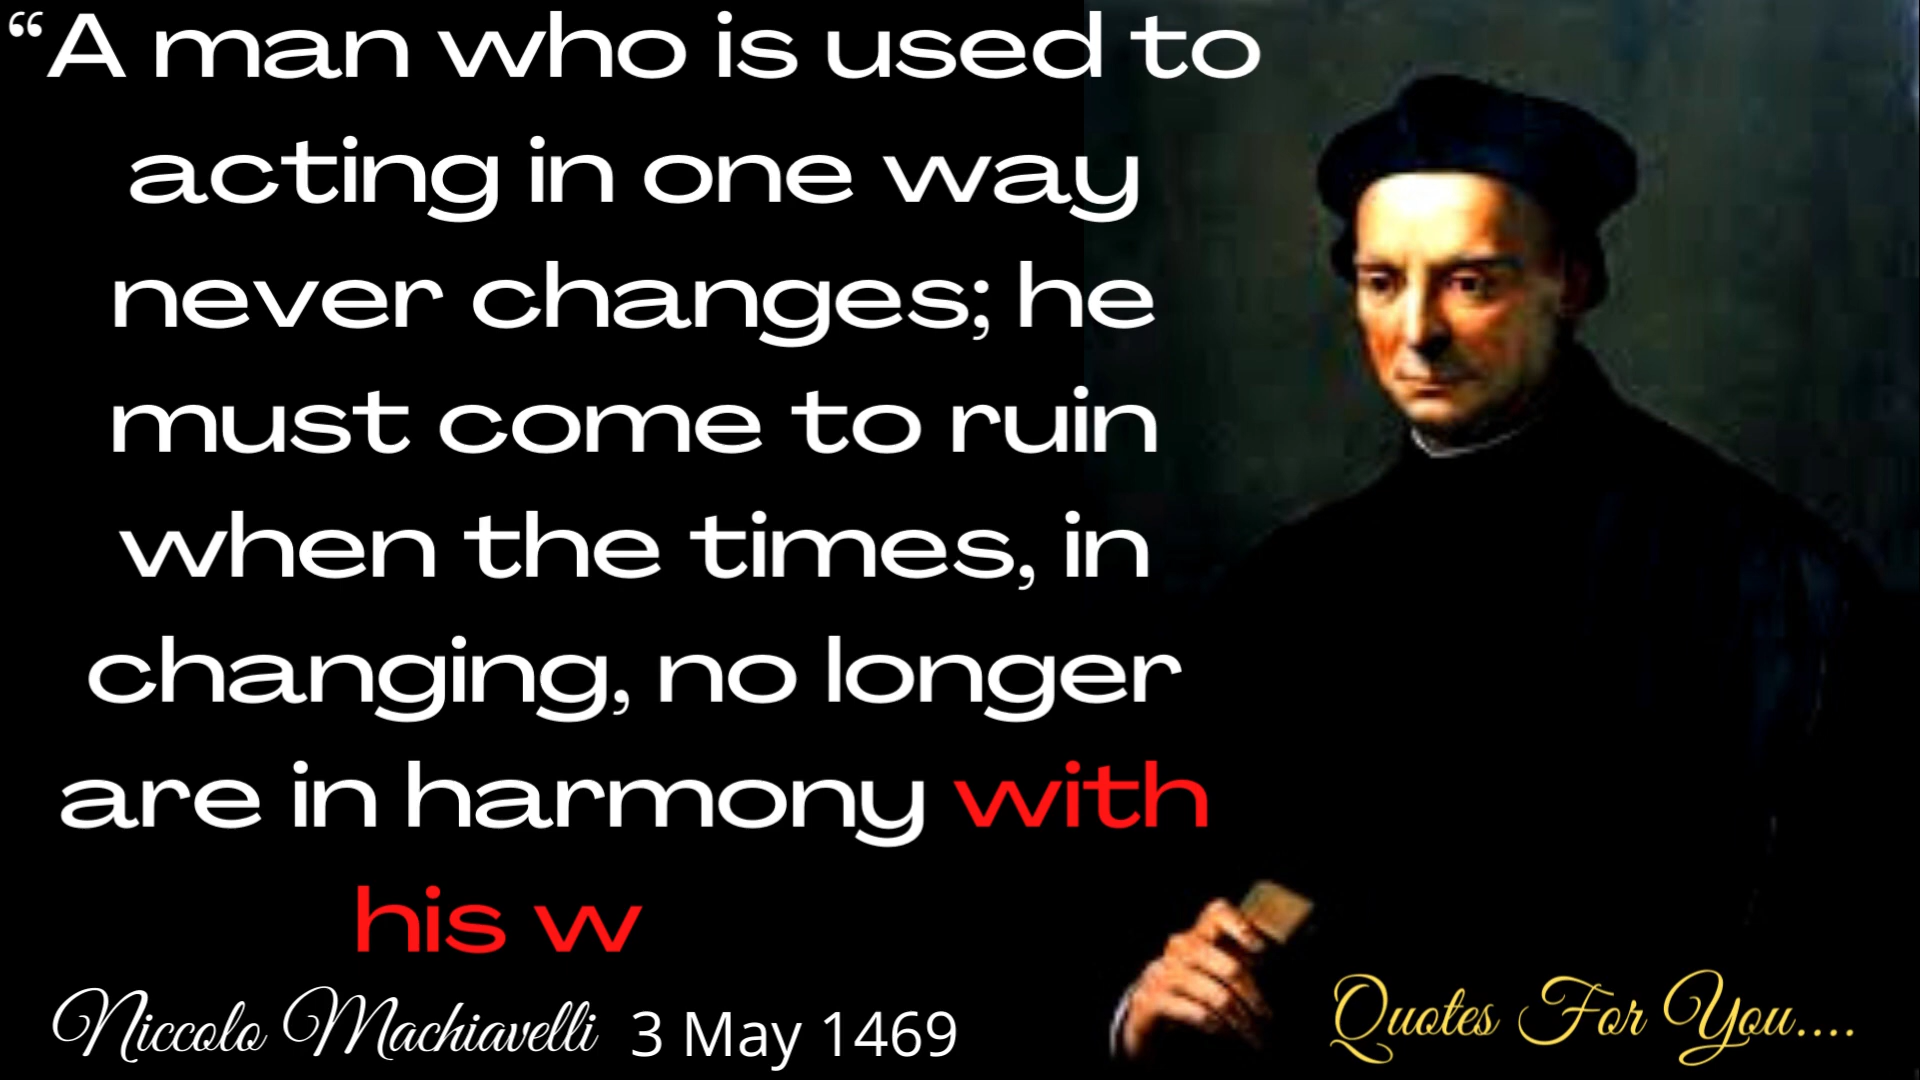 “A man who is used to
acting in one way
never changes; he
must come to ruin
when the times, in
changing, no longer
are in harmony with
his w
Niccolo Machiavelli 3 May 1469
Quotes For You....